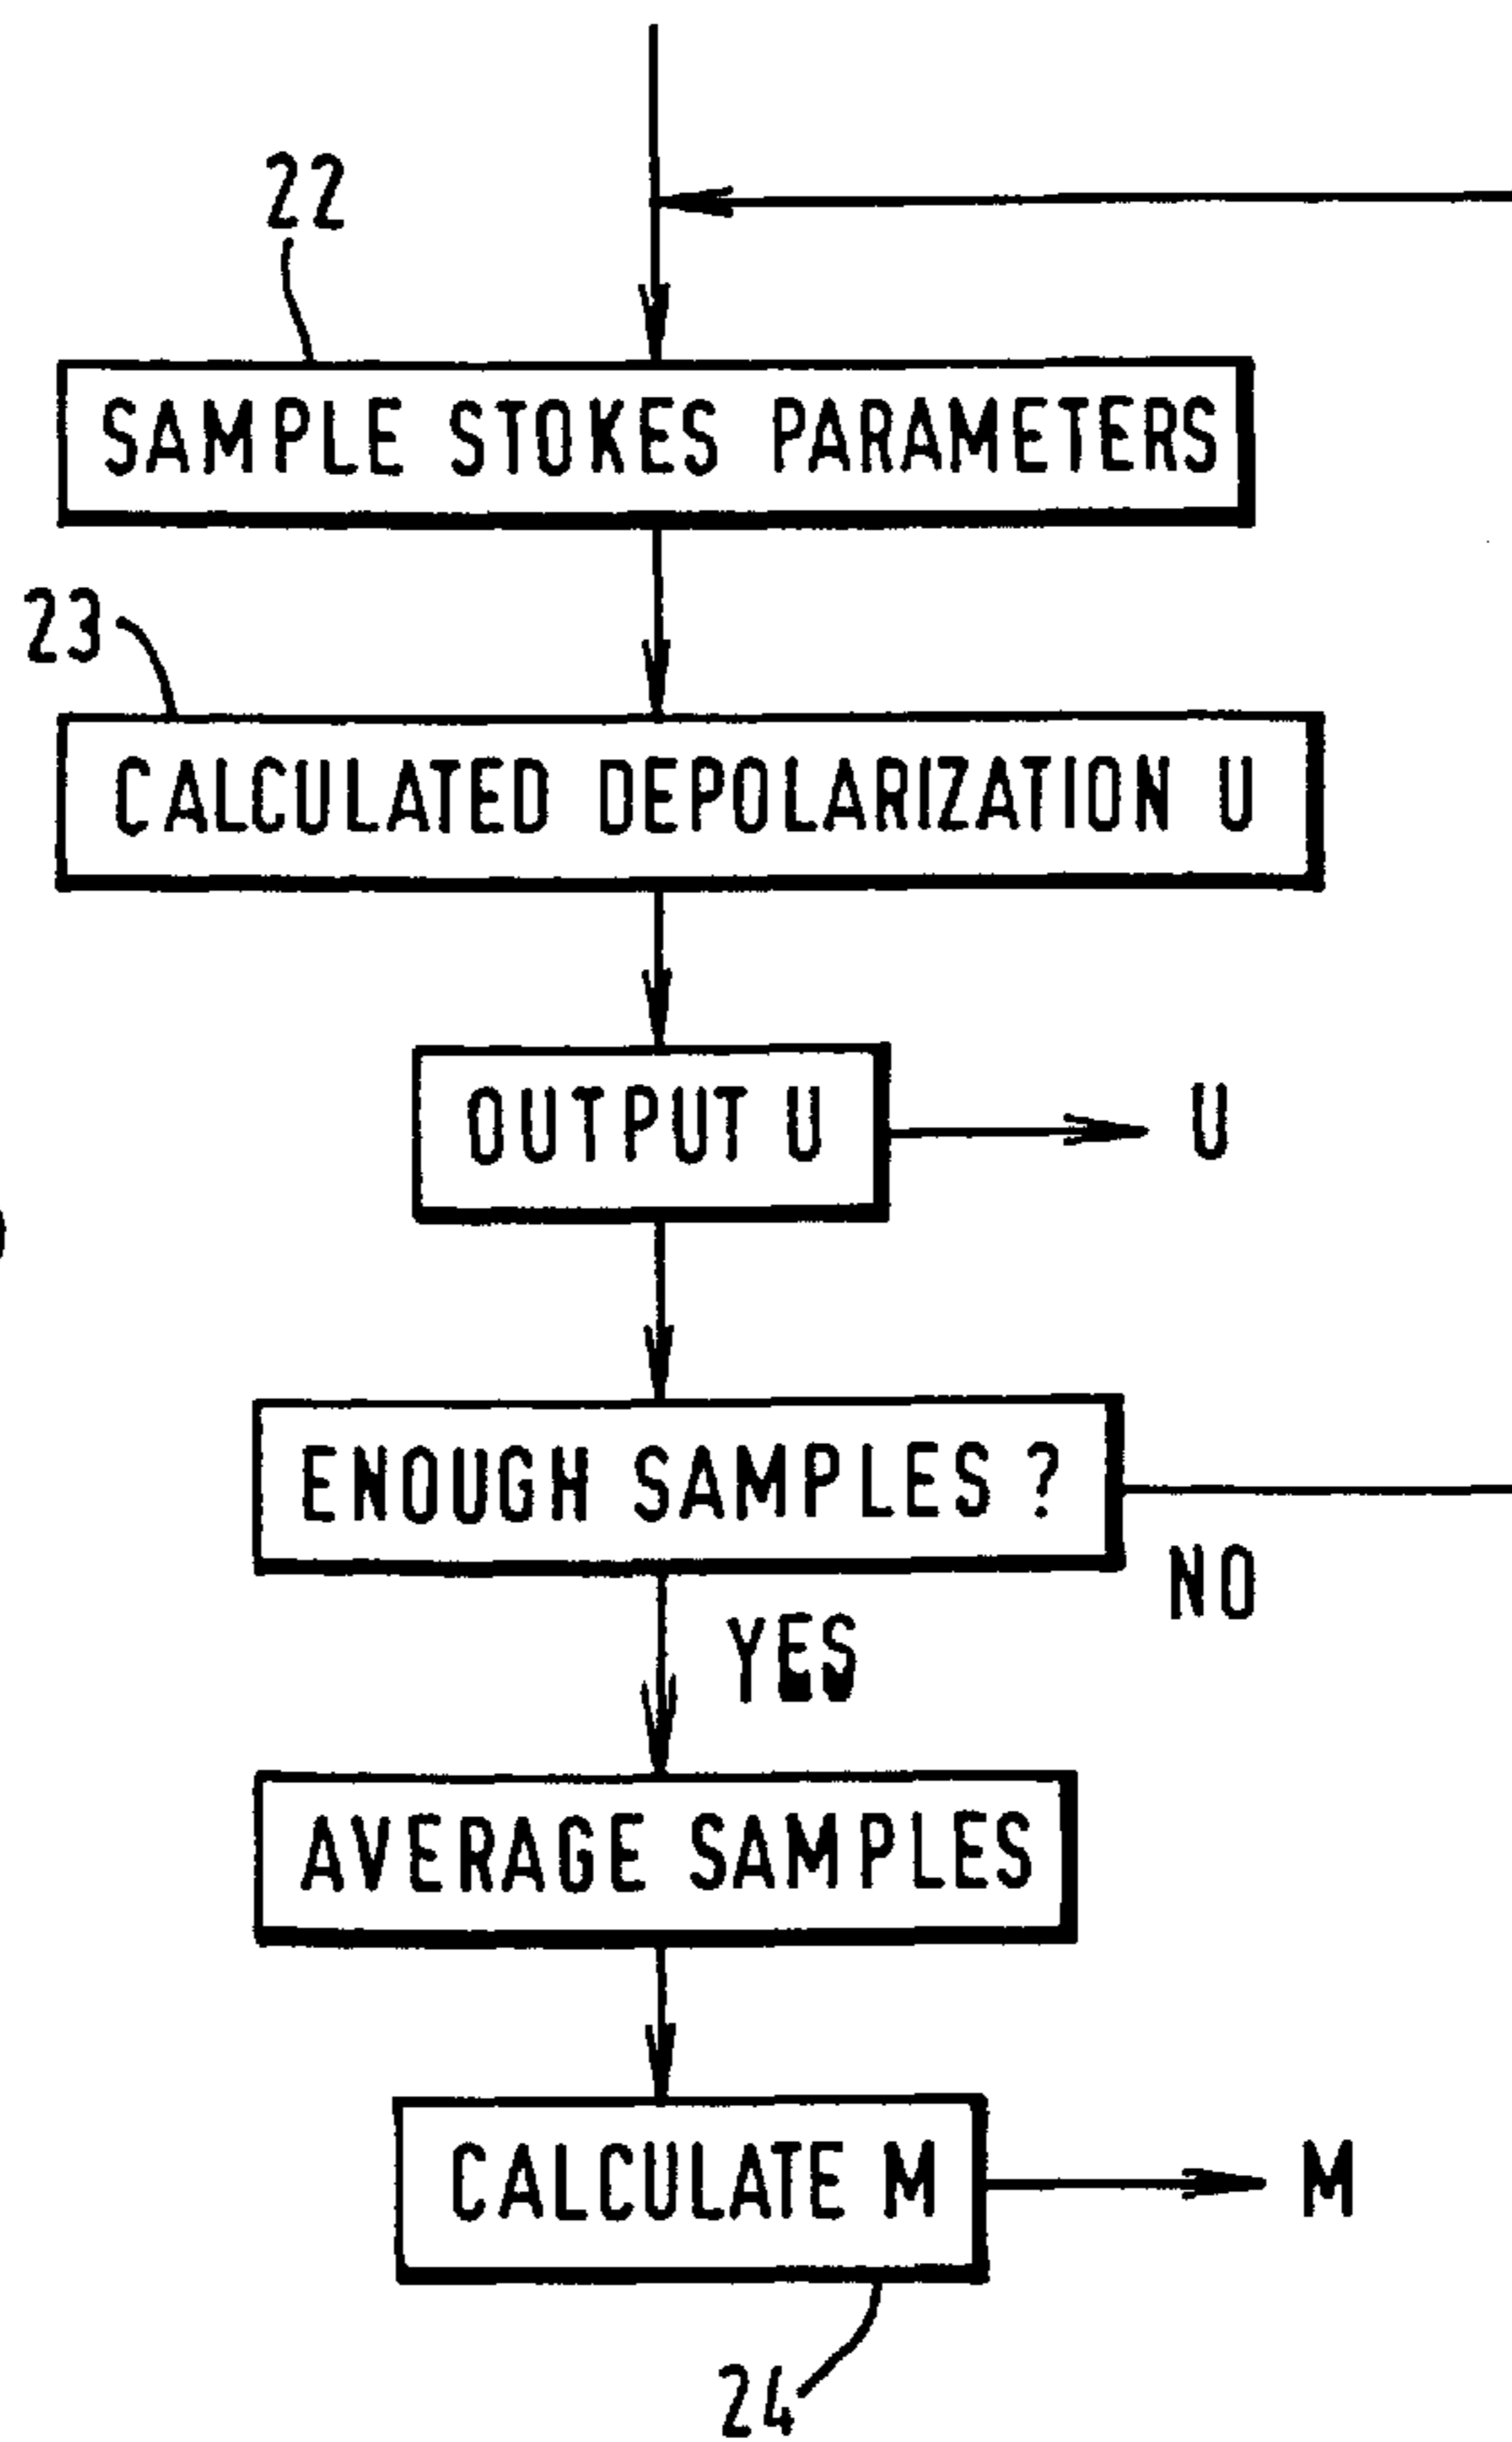 22
SAMPLE STOKES PARAMETERS
23
CALCULATED DEPOLARIZATION U
OUTPUT U
U
ENOUGH SAMPLES ?
NO
YES
AVERAGE SAMPLES
CALCULATE M
M
24